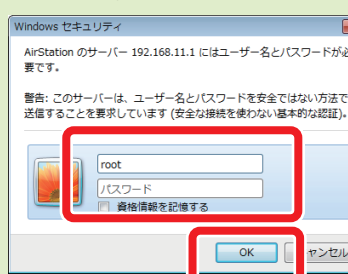 Windows セキュリティ
AirStation のサーバー 192.168.11.1 にはユーザー名とパスワードが必
要です。
警告: このサーバーは、ユーザー名とパスワードを安全ではない方法で
送信することを要求しています (安全な接続を使わない基本的な認証)。
root
パスワード
資格情報を記憶する
OK
ャンセル